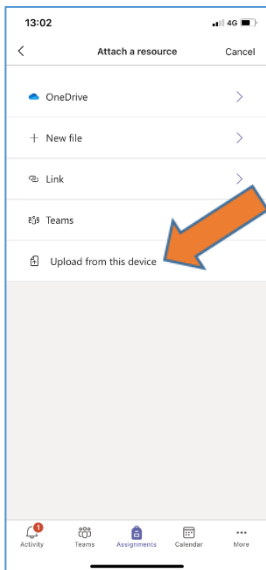 13:02 4G
Attach a resource Cancel
OneDrive
New file
Link
Teams
Upload from this device
1
Activity Teams Assignments Calendar More